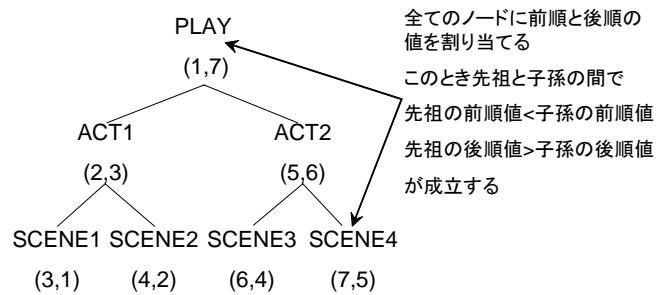 PLAY
(1,7)
ACT1
ACT2
(2,3)
(5,6)
SCENE1 SCENE2 SCENE3 SCENE4
(3,1) (4,2) (6,4) (7,5)
全てのノードに前順と後順の
値を割り当てる
このとき先祖と子孫の間で
先祖の前順値<子孫の前順値
先祖の後順値>子孫の後順値
が成立する